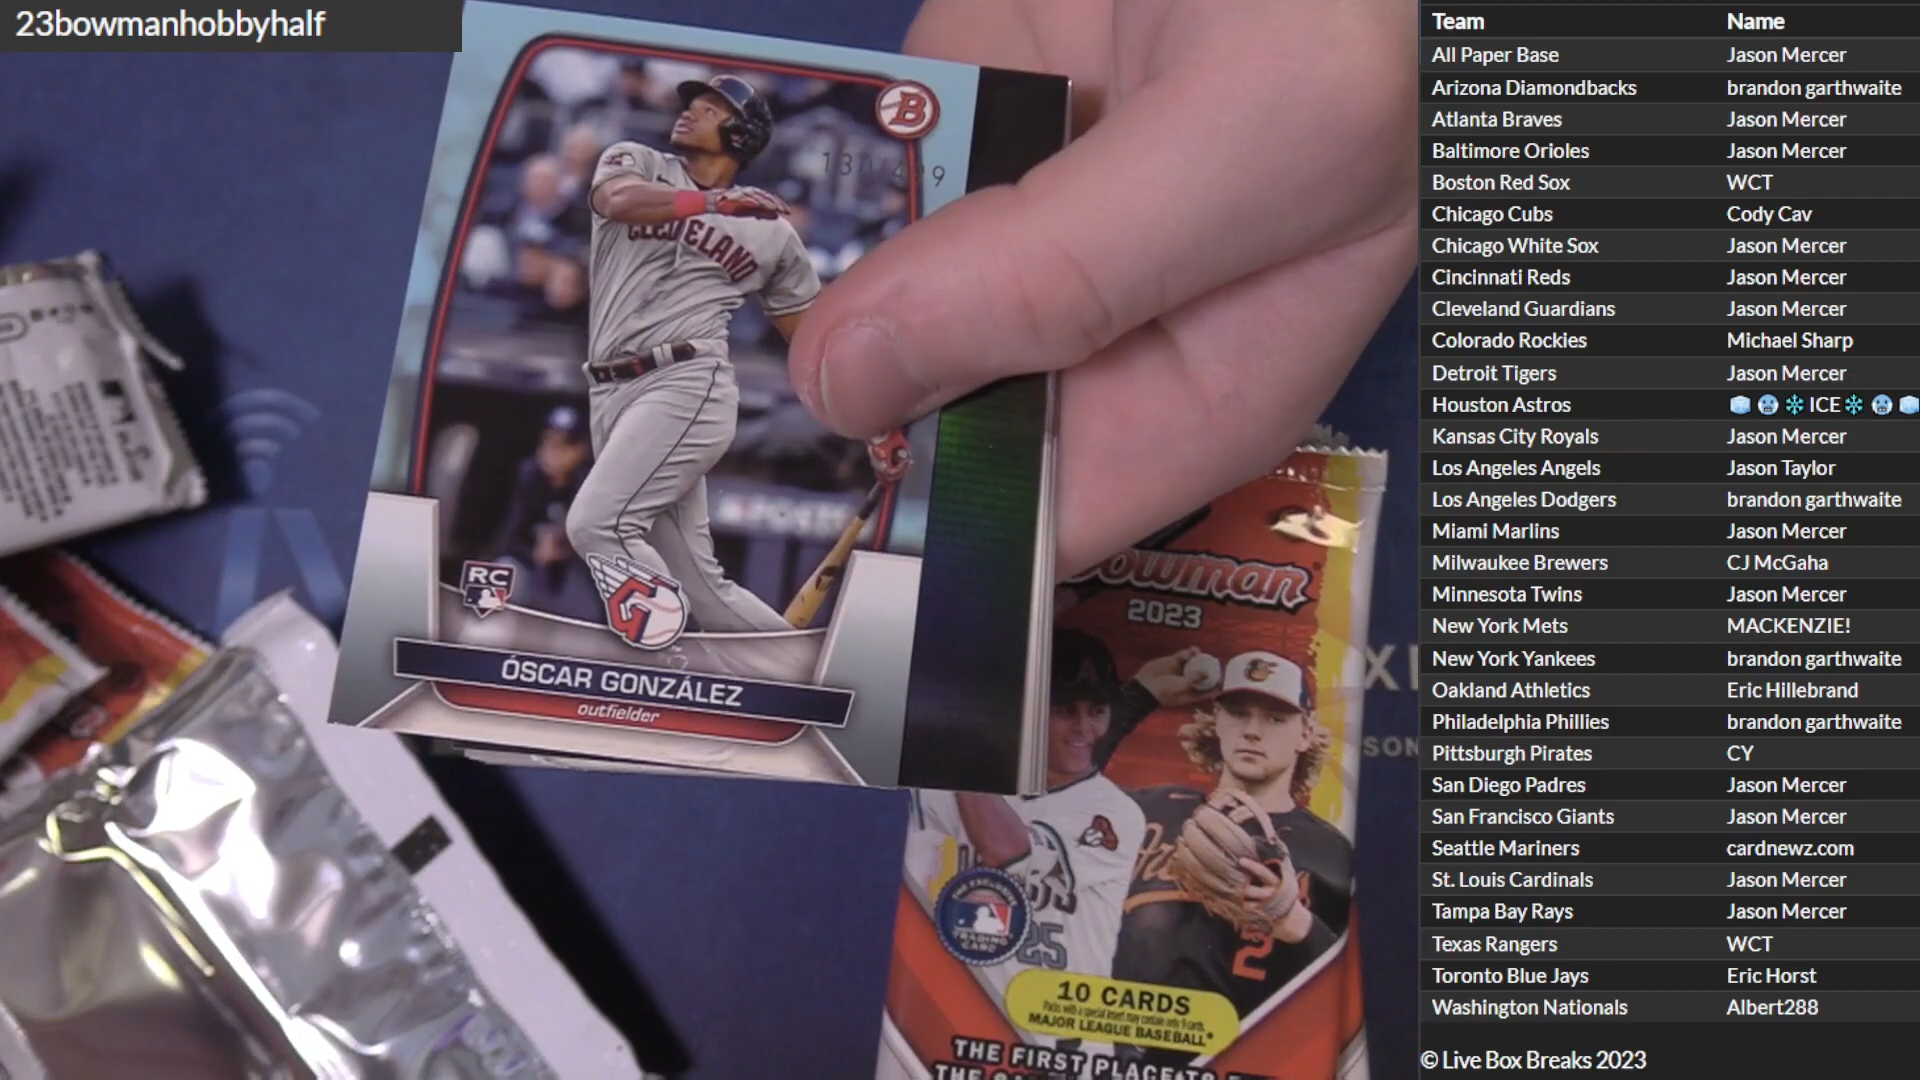 23bowmanhobbyhalf
B
CLEVELAND
RC
ÓSCAR GONZÁLEZ
outfielder
Bowman
2023
25
2
THE EXCLUSIVE
TRADING
CARD
10 CARDS
MAJOR LEAGUE BASEBALL
THE FIRST PLACE TO
Team Name
All Paper Base Jason Mercer
Arizona Diamondbacks brandon garthwaite
Atlanta Braves Jason Mercer
Baltimore Orioles Jason Mercer
Boston Red Sox WCT
Chicago Cubs Cody Cav
Chicago White Sox Jason Mercer
Cincinnati Reds Jason Mercer
Cleveland Guardians Jason Mercer
Colorado Rockies Michael Sharp
Detroit Tigers Jason Mercer
Houston Astros 🧊🥶❄️ICE❄️🥶🧊
Kansas City Royals Jason Mercer
Los Angeles Angels Jason Taylor
Los Angeles Dodgers brandon garthwaite
Miami Marlins Jason Mercer
Milwaukee Brewers CJ McGaha
Minnesota Twins Jason Mercer
New York Mets MACKENZIE!
New York Yankees brandon garthwaite
Oakland Athletics Eric Hillebrand
Philadelphia Phillies brandon garthwaite
Pittsburgh Pirates CY
San Diego Padres Jason Mercer
San Francisco Giants Jason Mercer
Seattle Mariners cardnewz.com
St. Louis Cardinals Jason Mercer
Tampa Bay Rays Jason Mercer
Texas Rangers WCT
Toronto Blue Jays Eric Horst
Washington Nationals Albert288
© Live Box Breaks 2023